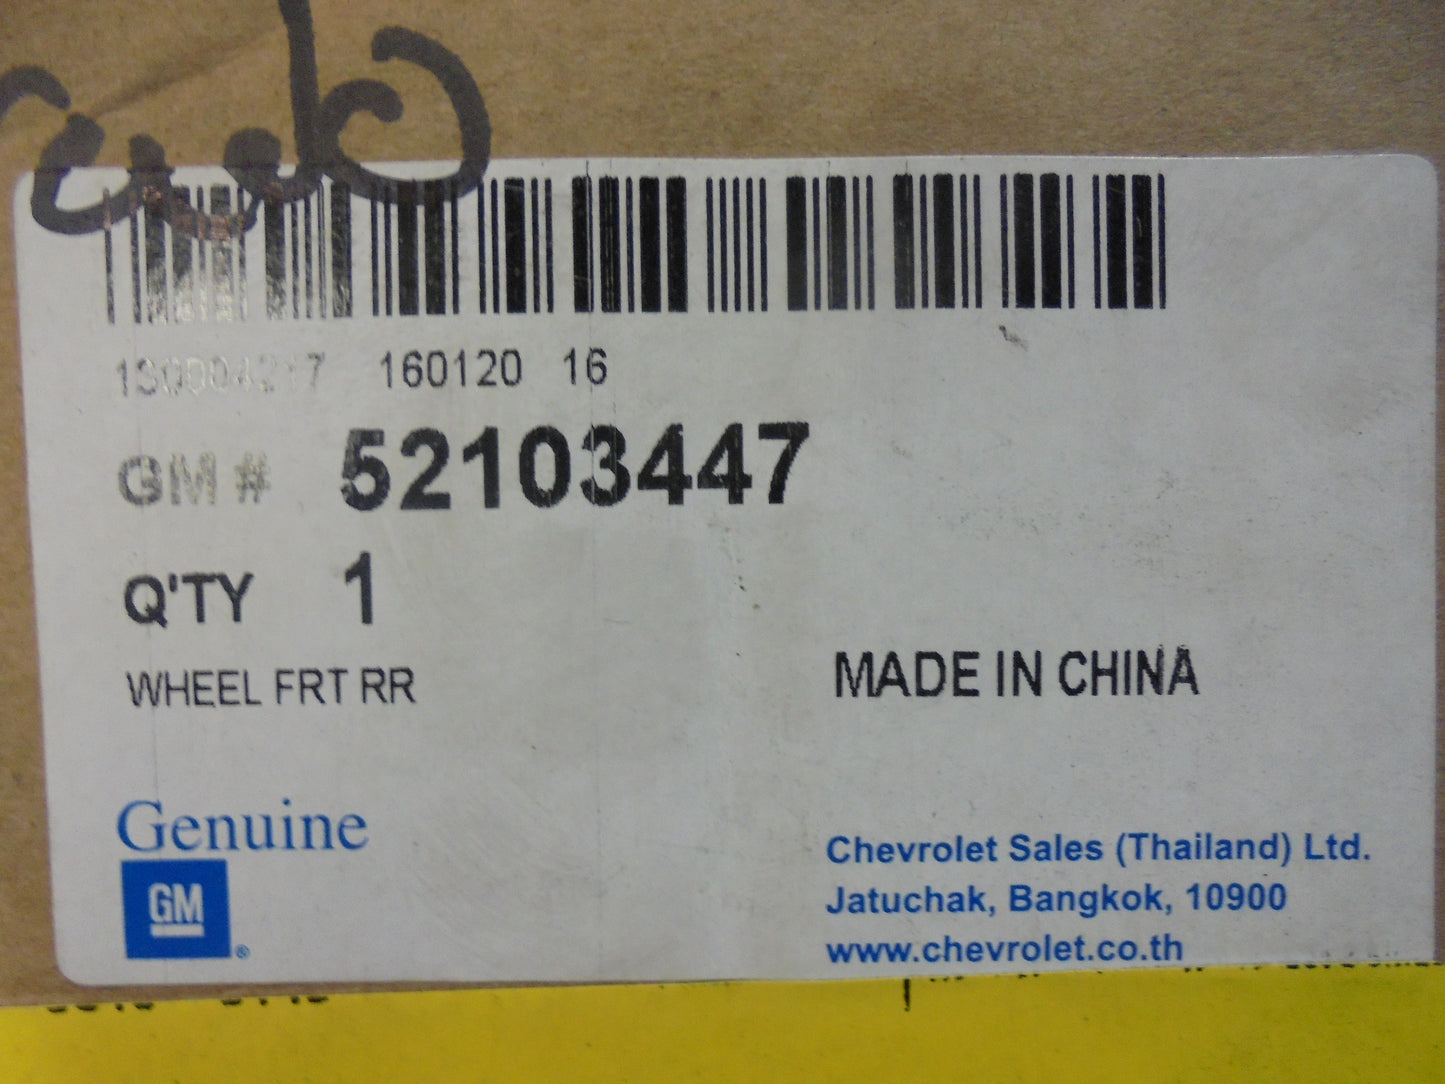 160120 16
GM # 52103447
Q'TY 1
WHEEL FRT RR
MADE IN CHINA
Genuine
GM
®
Chevrolet Sales (Thailand) Ltd.
Jatuchak, Bangkok, 10900
www.chevrolet.co.th